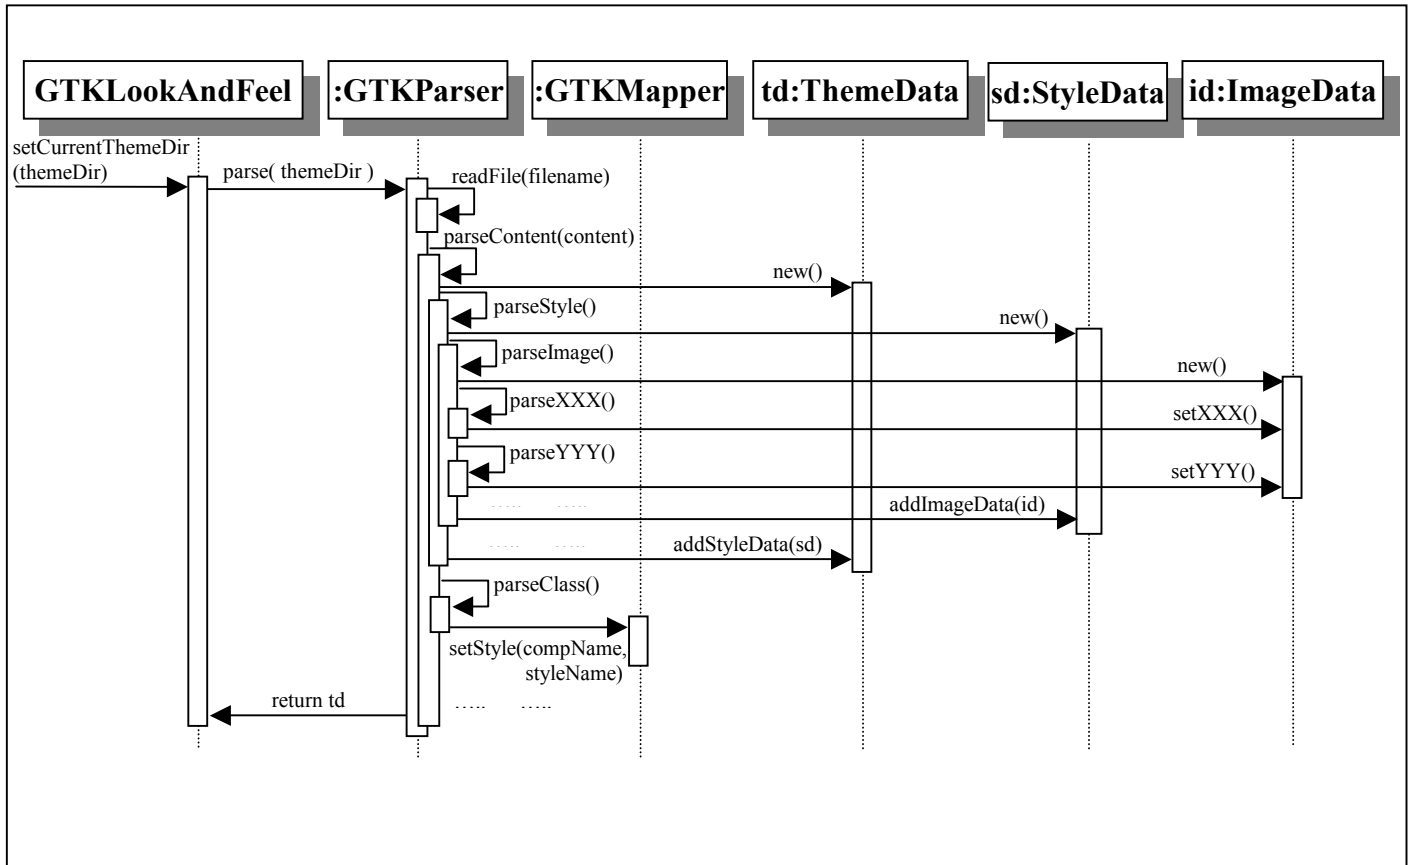 GTKLookAndFeel :GTKParser :GTKMapper td:ThemeData sd:StyleData id:ImageData
setCurrentThemeDir
(themeDir)
parse( themeDir )
readFile(filename)
parseContent(content)
new()
parseStyle()
new()
parseImage()
new()
parseXXX()
setXXX()
parseYYY()
setYYY()
..... .....
addImageData(id)
..... .....
addStyleData(sd)
parseClass()
setStyle(compName,
styleName)
return td
..... .....